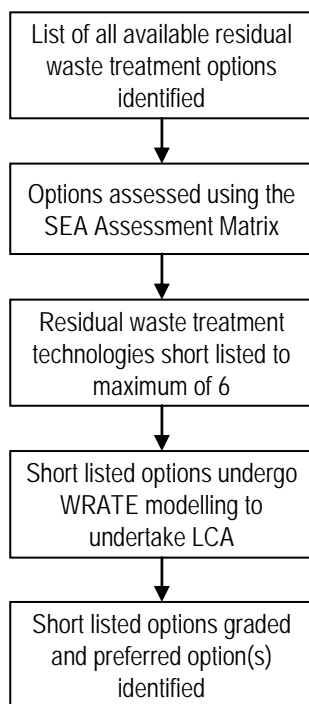 List of all available residual
waste treatment options
identified
Options assessed using the
SEA Assessment Matrix
Residual waste treatment
technologies short listed to
maximum of 6
Short listed options undergo
WRATE modelling to
undertake LCA
Short listed options graded
and preferred option(s)
identified